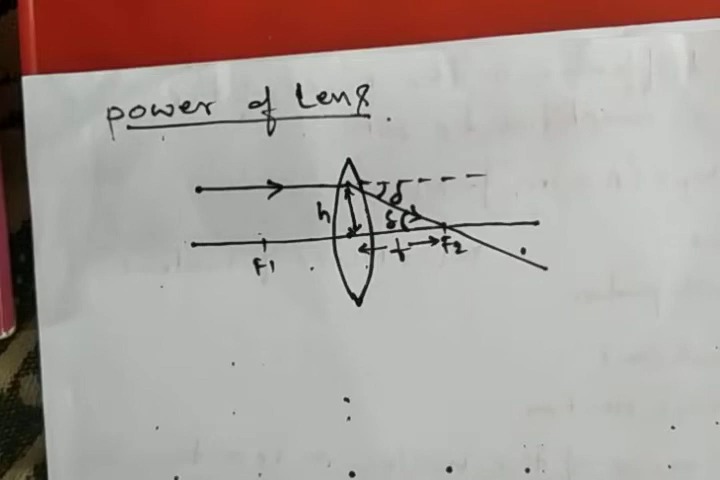 power of Lens.
δ
h δ
F1 f F2